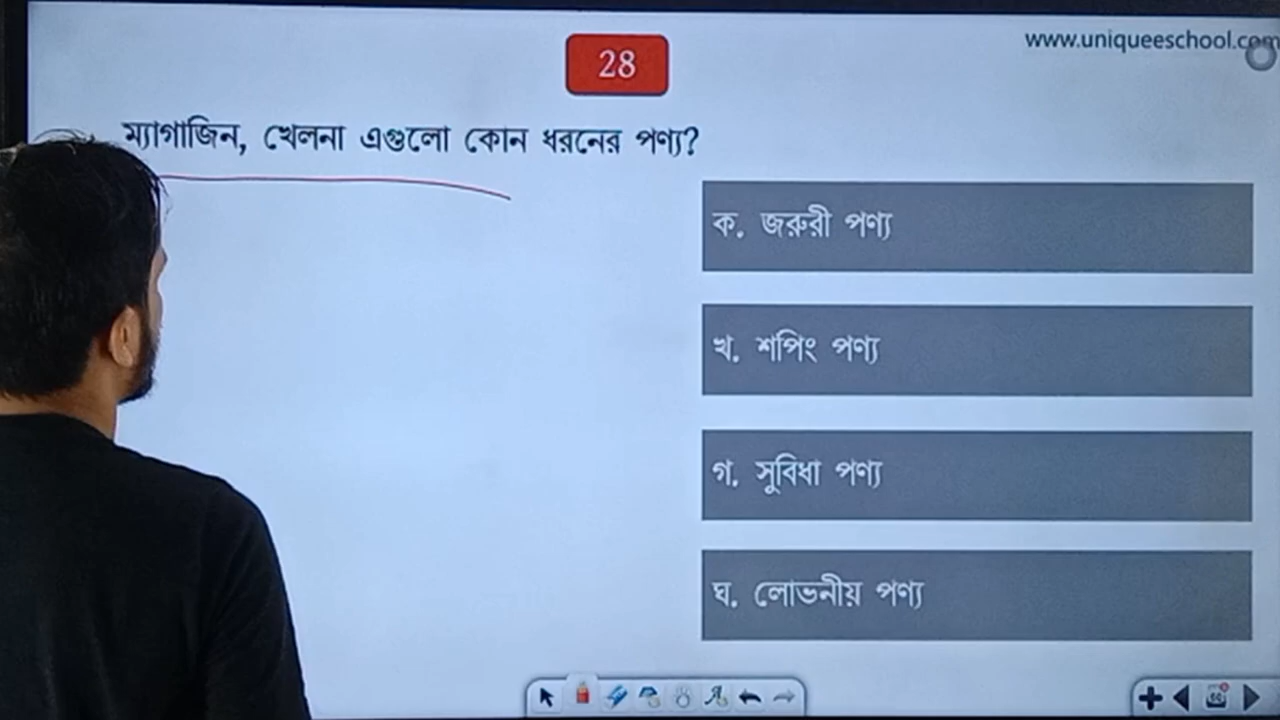 www.uniqueeschool.com
28
ম্যাগাজিন, খেলনা এগুলো কোন ধরনের পণ্য?
ক. জরুরী পণ্য
খ. শপিং পণ্য
গ. সুবিধা পণ্য
ঘ. লোভনীয় পণ্য